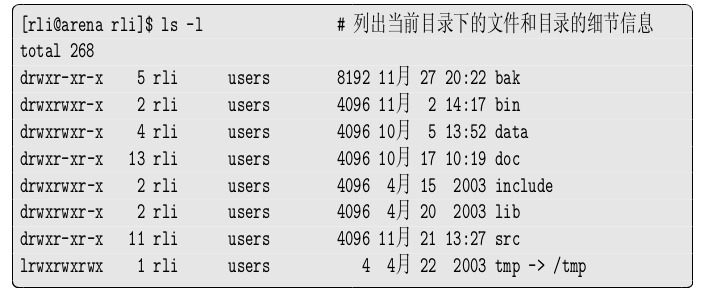 [rli@arena rli]$ ls -l # 列出当前目录下的文件和目录的细节信息
total 268
drwxr-xr-x 5 rli users 8192 11月 27 20:22 bak
drwxrwxr-x 2 rli users 4096 11月 2 14:17 bin
drwxrwxr-x 4 rli users 4096 10月 5 13:52 data
drwxr-xr-x 13 rli users 4096 10月 17 10:19 doc
drwxrwxr-x 2 rli users 4096 4月 15 2003 include
drwxrwxr-x 2 rli users 4096 4月 20 2003 lib
drwxr-xr-x 11 rli users 4096 11月 21 13:27 src
lrwxrwxrwx 1 rli users 4 4月 22 2003 tmp -> /tmp